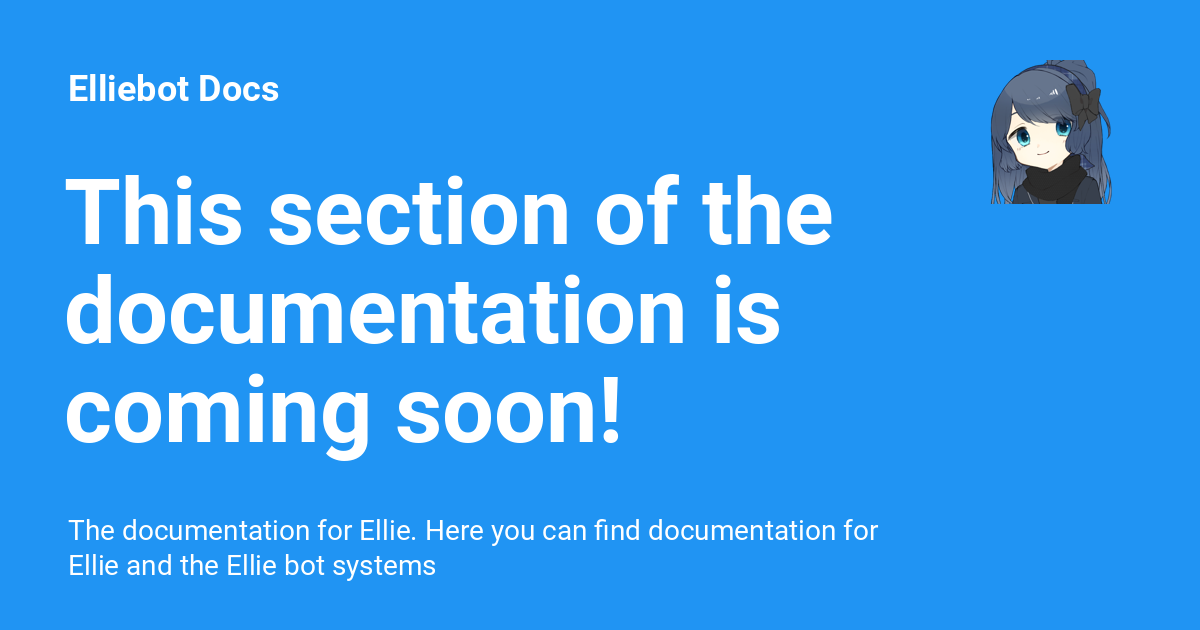 Elliebot Docs
This section of the
documentation is
coming soon!
The documentation for Ellie. Here you can find documentation for
Ellie and the Ellie bot systems